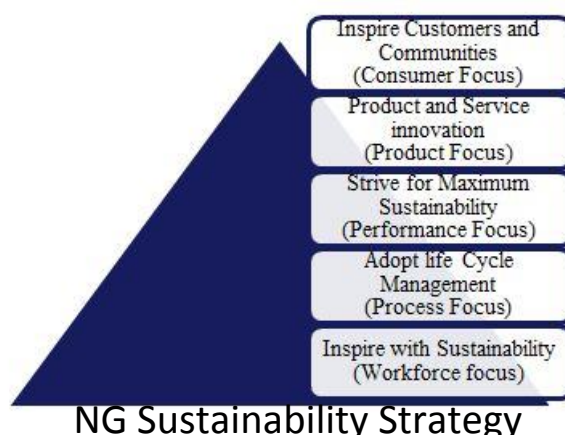 Inspire Customers and
Communities
(Consumer Focus)
Product and Service
innovation
(Product Focus)
Strive for Maximum
Sustainability
(Performance Focus)
Adopt life Cycle
Management
(Process Focus)
Inspire with Sustainability
(Workforce focus)
NG Sustainability Strategy